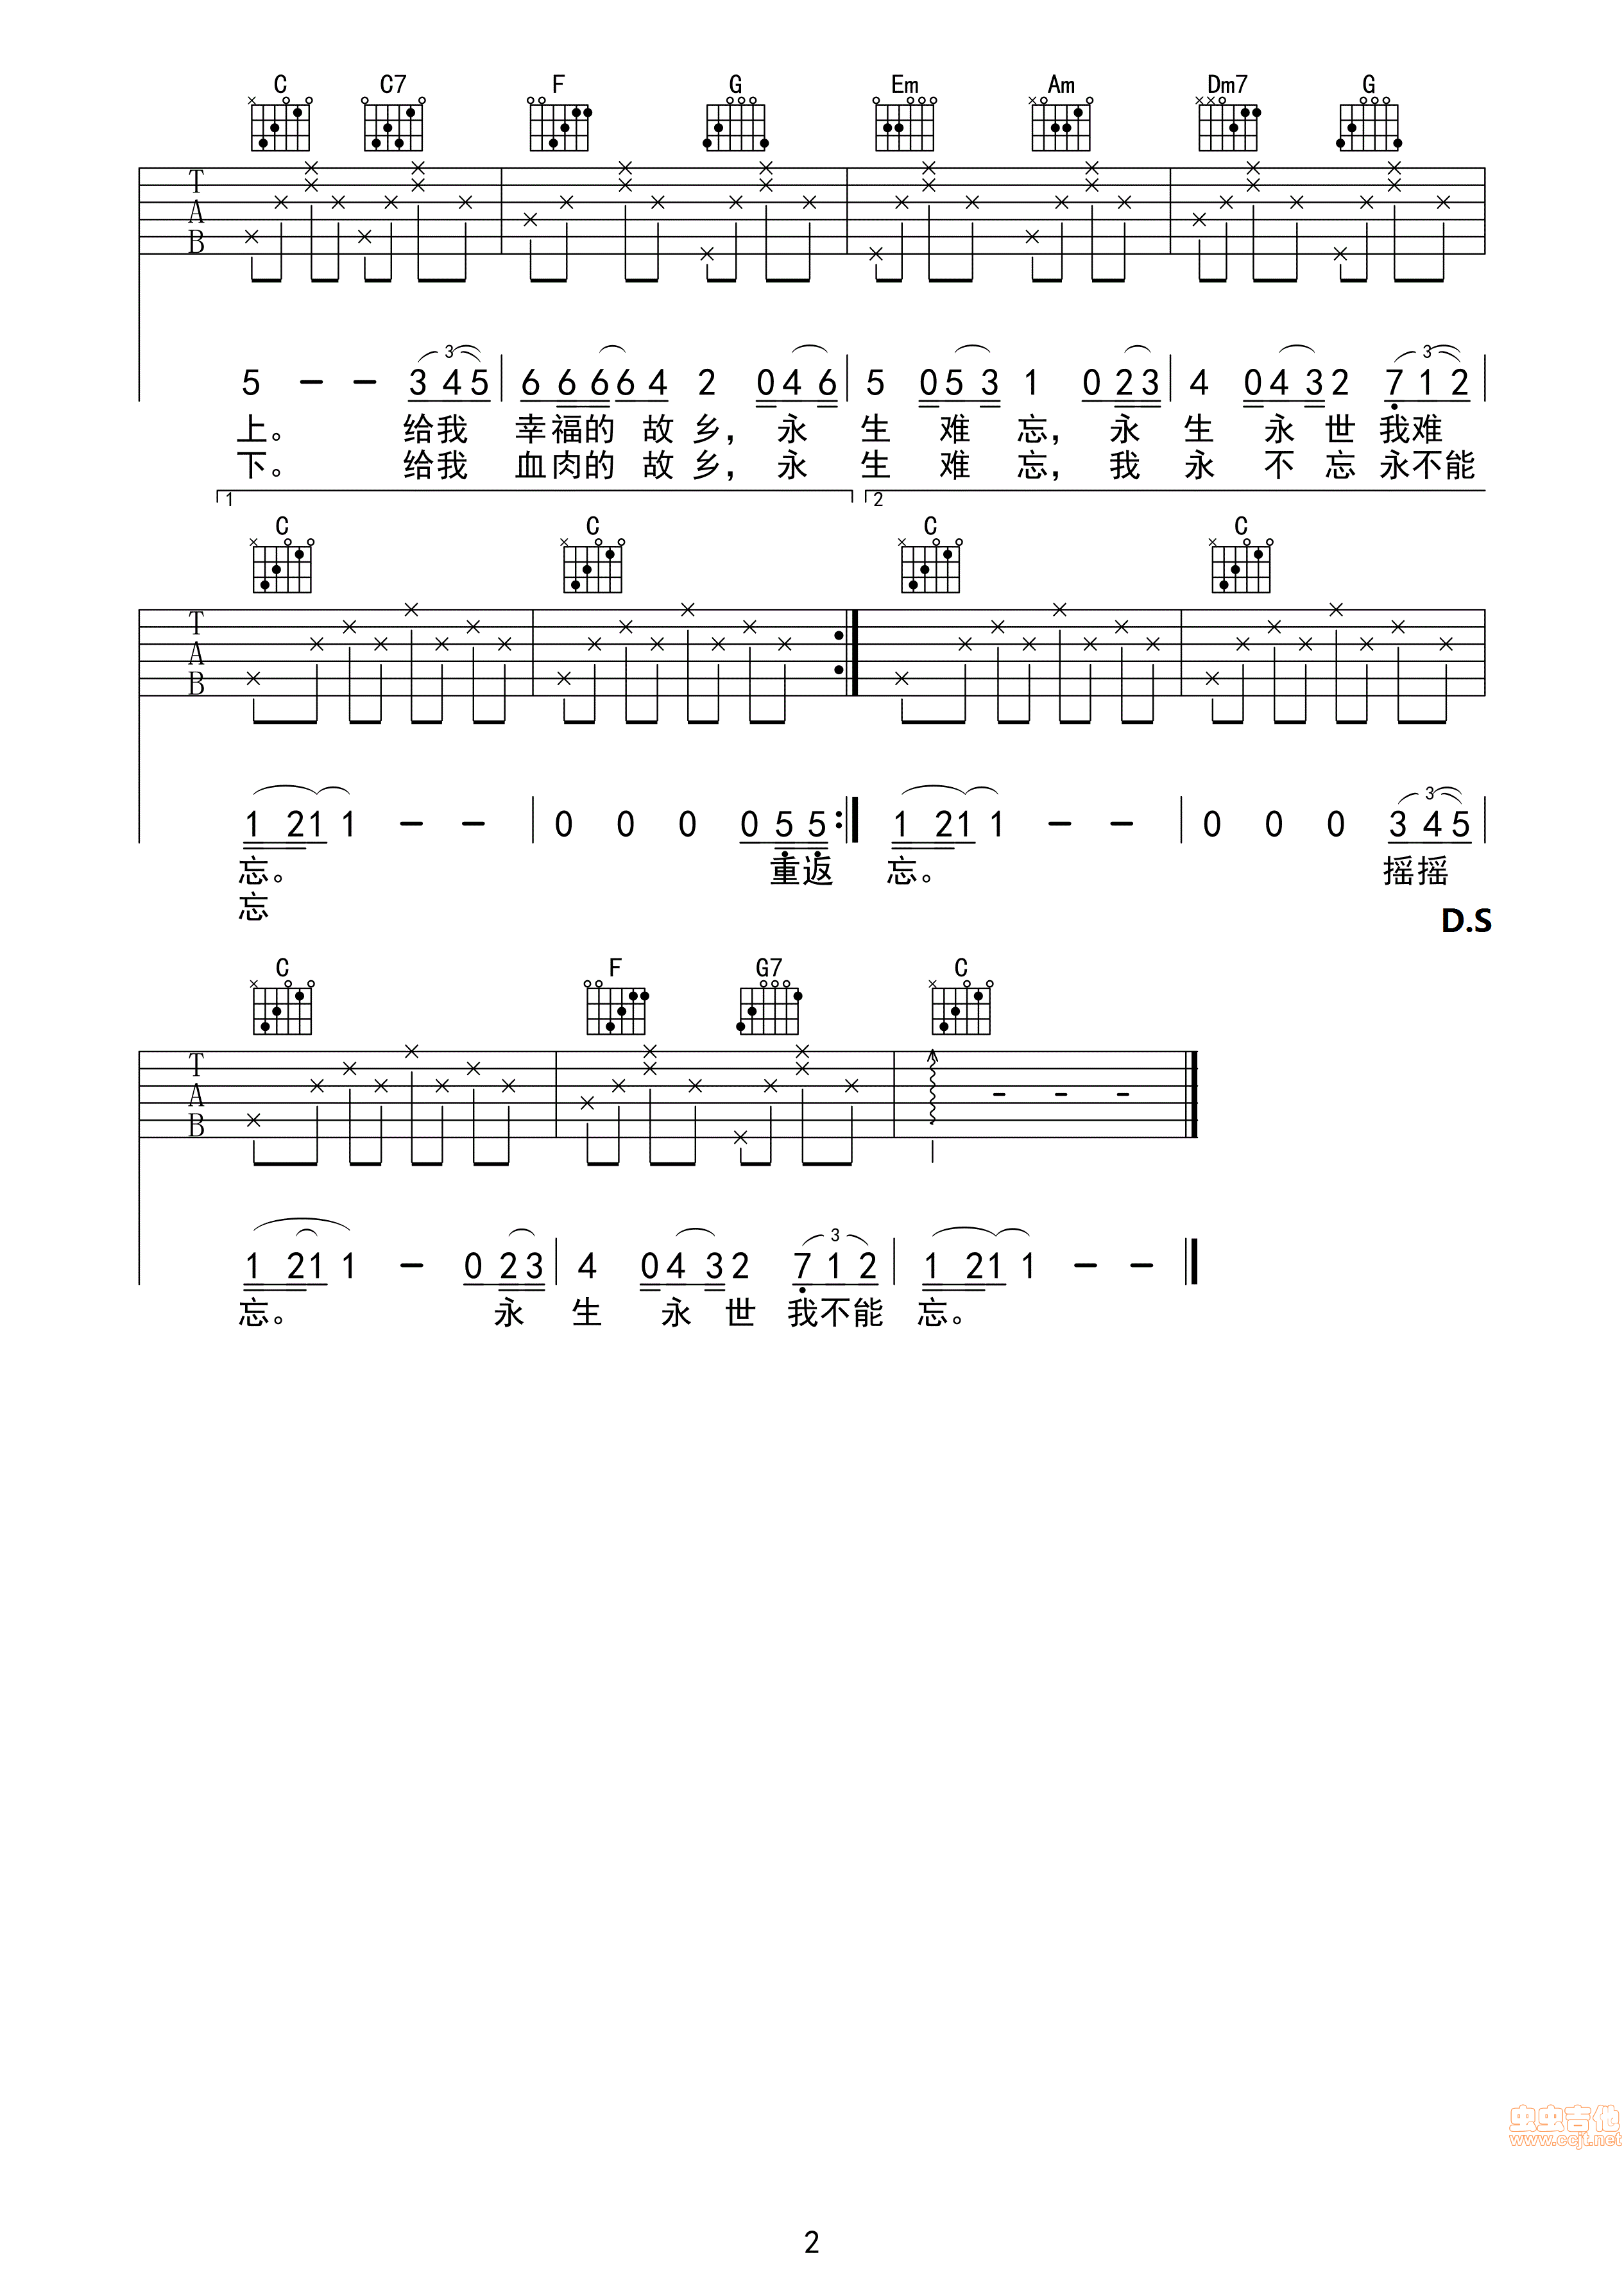 C C7 F G Em Am Dm7 G
T
A
B
5 - - 3 4 5 | 6 6 6 6 4 2 0 4 6 | 5 0 5 3 1 0 2 3 | 4 0 4 3 2 7 1 2
3 3
上。 给我 幸福的 故乡，永 生 难 忘，永 生 永 世 我难
下。 给我 血肉的 故乡，永 生 难 忘，我 永 不 忘 永不能
1 2
C C C C
T
A
B
3
1 2 1 1 - - | 0 0 0 0 5 5 :| 1 2 1 1 - - | 0 0 0 3 4 5
忘。 重返 忘。 摇摇
忘
D.S
C F G7 C
T
A
B
3
1 2 1 1 - 0 2 3 | 4 0 4 3 2 7 1 2 | 1 2 1 1 - -
忘。 永 生 永 世 我不能 忘。
虫虫吉他
www.ccjt.net
2